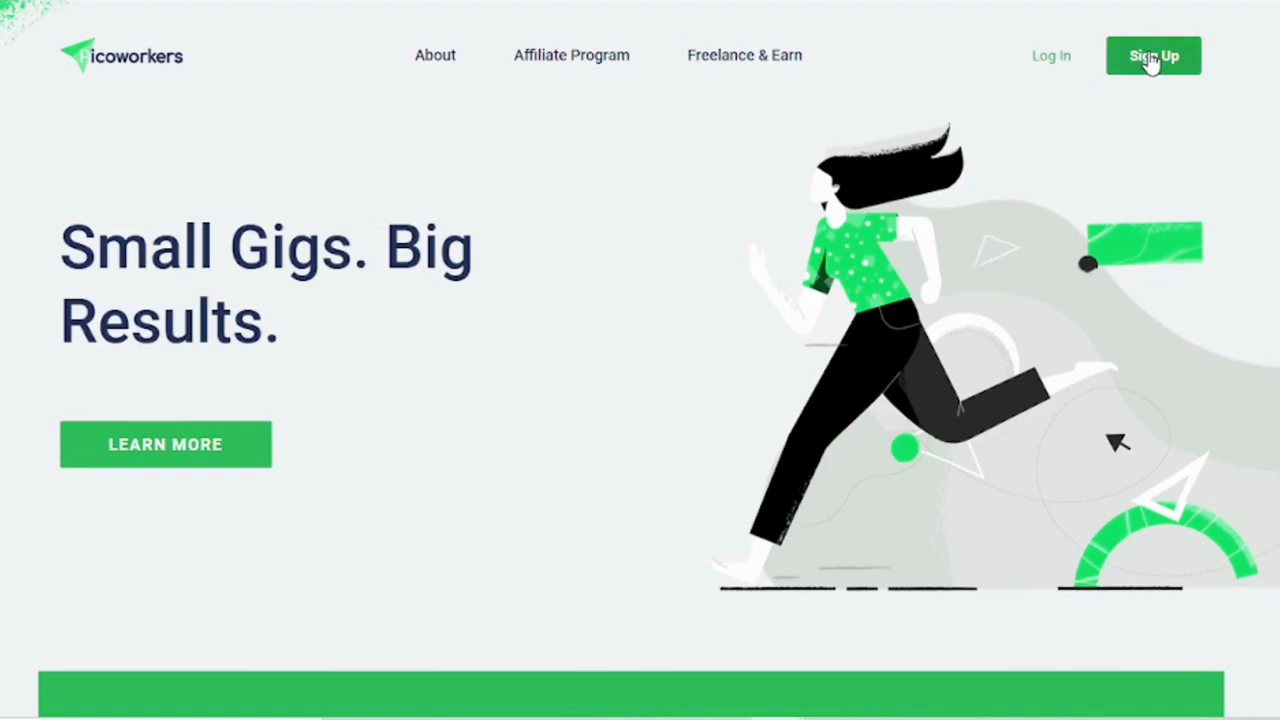 Picoworkers
About
Affiliate Program
Freelance & Earn
Log In
Sign Up
Small Gigs. Big
Results.
LEARN MORE